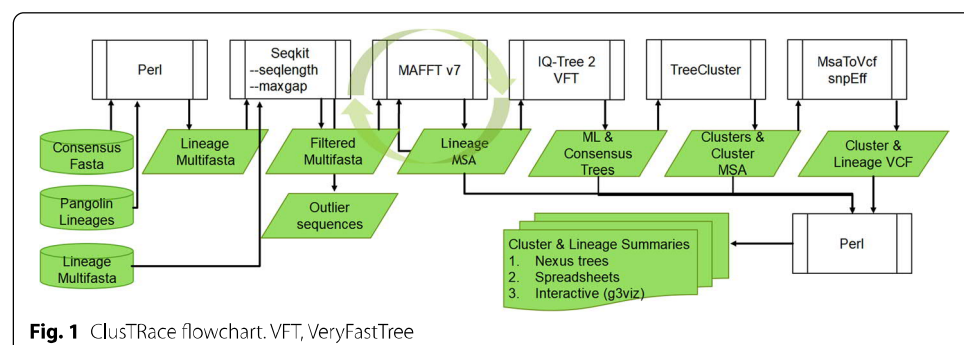 Perl
Seqkit
--seqlength
--maxgap
MAFFT v7
IQ-Tree 2
VFT
TreeCluster
MsaToVcf
snpEff
Consensus
Fasta
Lineage
Multifasta
Filtered
Multifasta
Lineage
MSA
ML &
Consensus
Trees
Clusters &
Cluster
MSA
Cluster &
Lineage VCF
Pangolin
Lineages
Outlier
sequences
Lineage
Multifasta
Cluster & Lineage Summaries
1. Nexus trees
2. Spreadsheets
3. Interactive (g3viz)
Perl
Fig. 1 ClusTRace flowchart. VFT, VeryFastTree